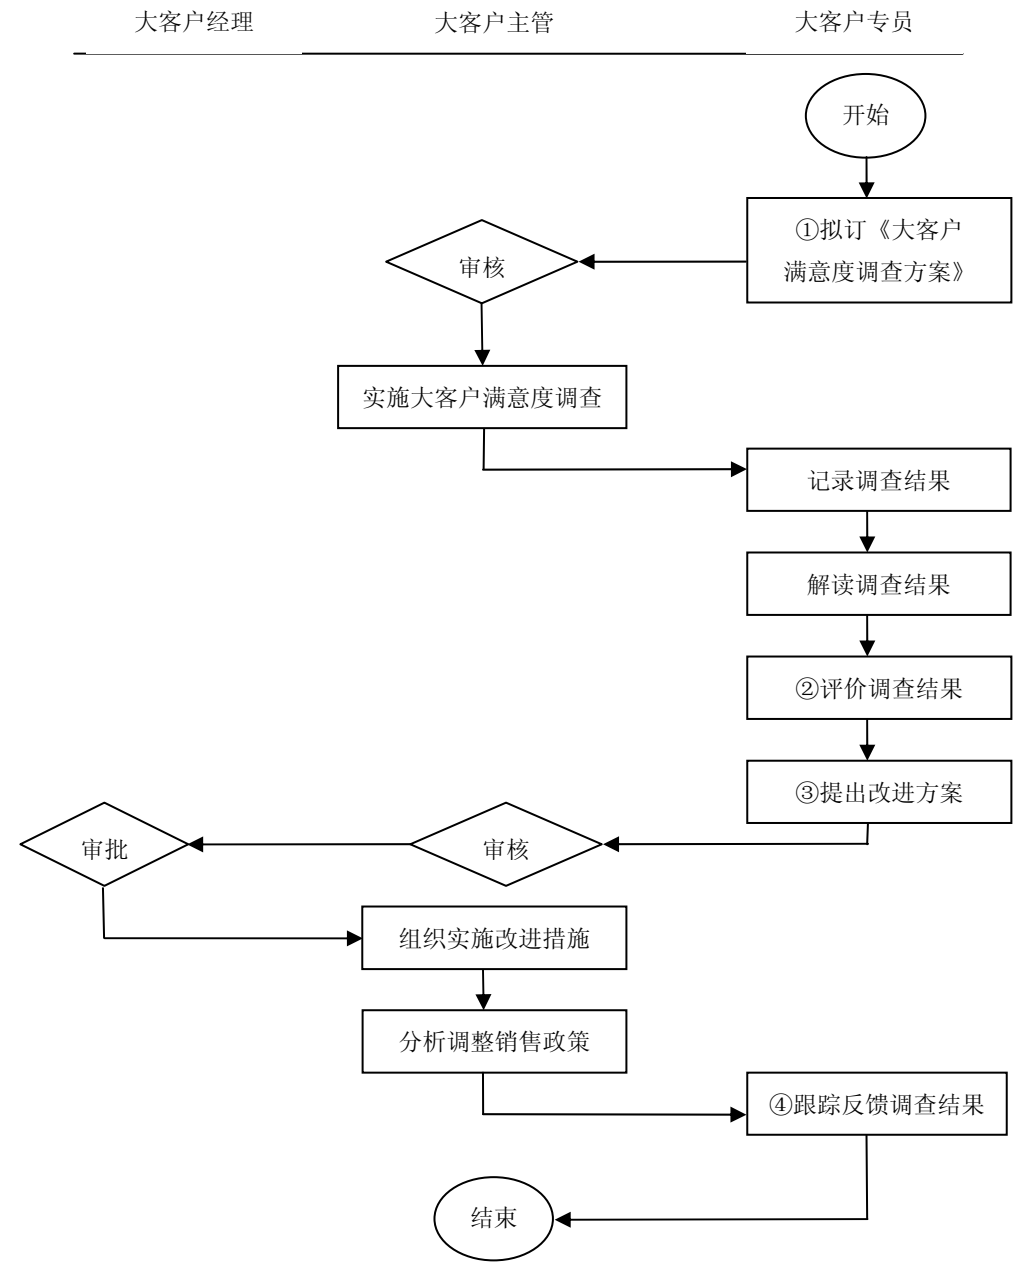 大客户经理
大客户主管
大客户专员
开始
①拟订《大客户
满意度调查方案》
审核
实施大客户满意度调查
记录调查结果
解读调查结果
②评价调查结果
③提出改进方案
审核
审批
组织实施改进措施
分析调整销售政策
④跟踪反馈调查结果
结束